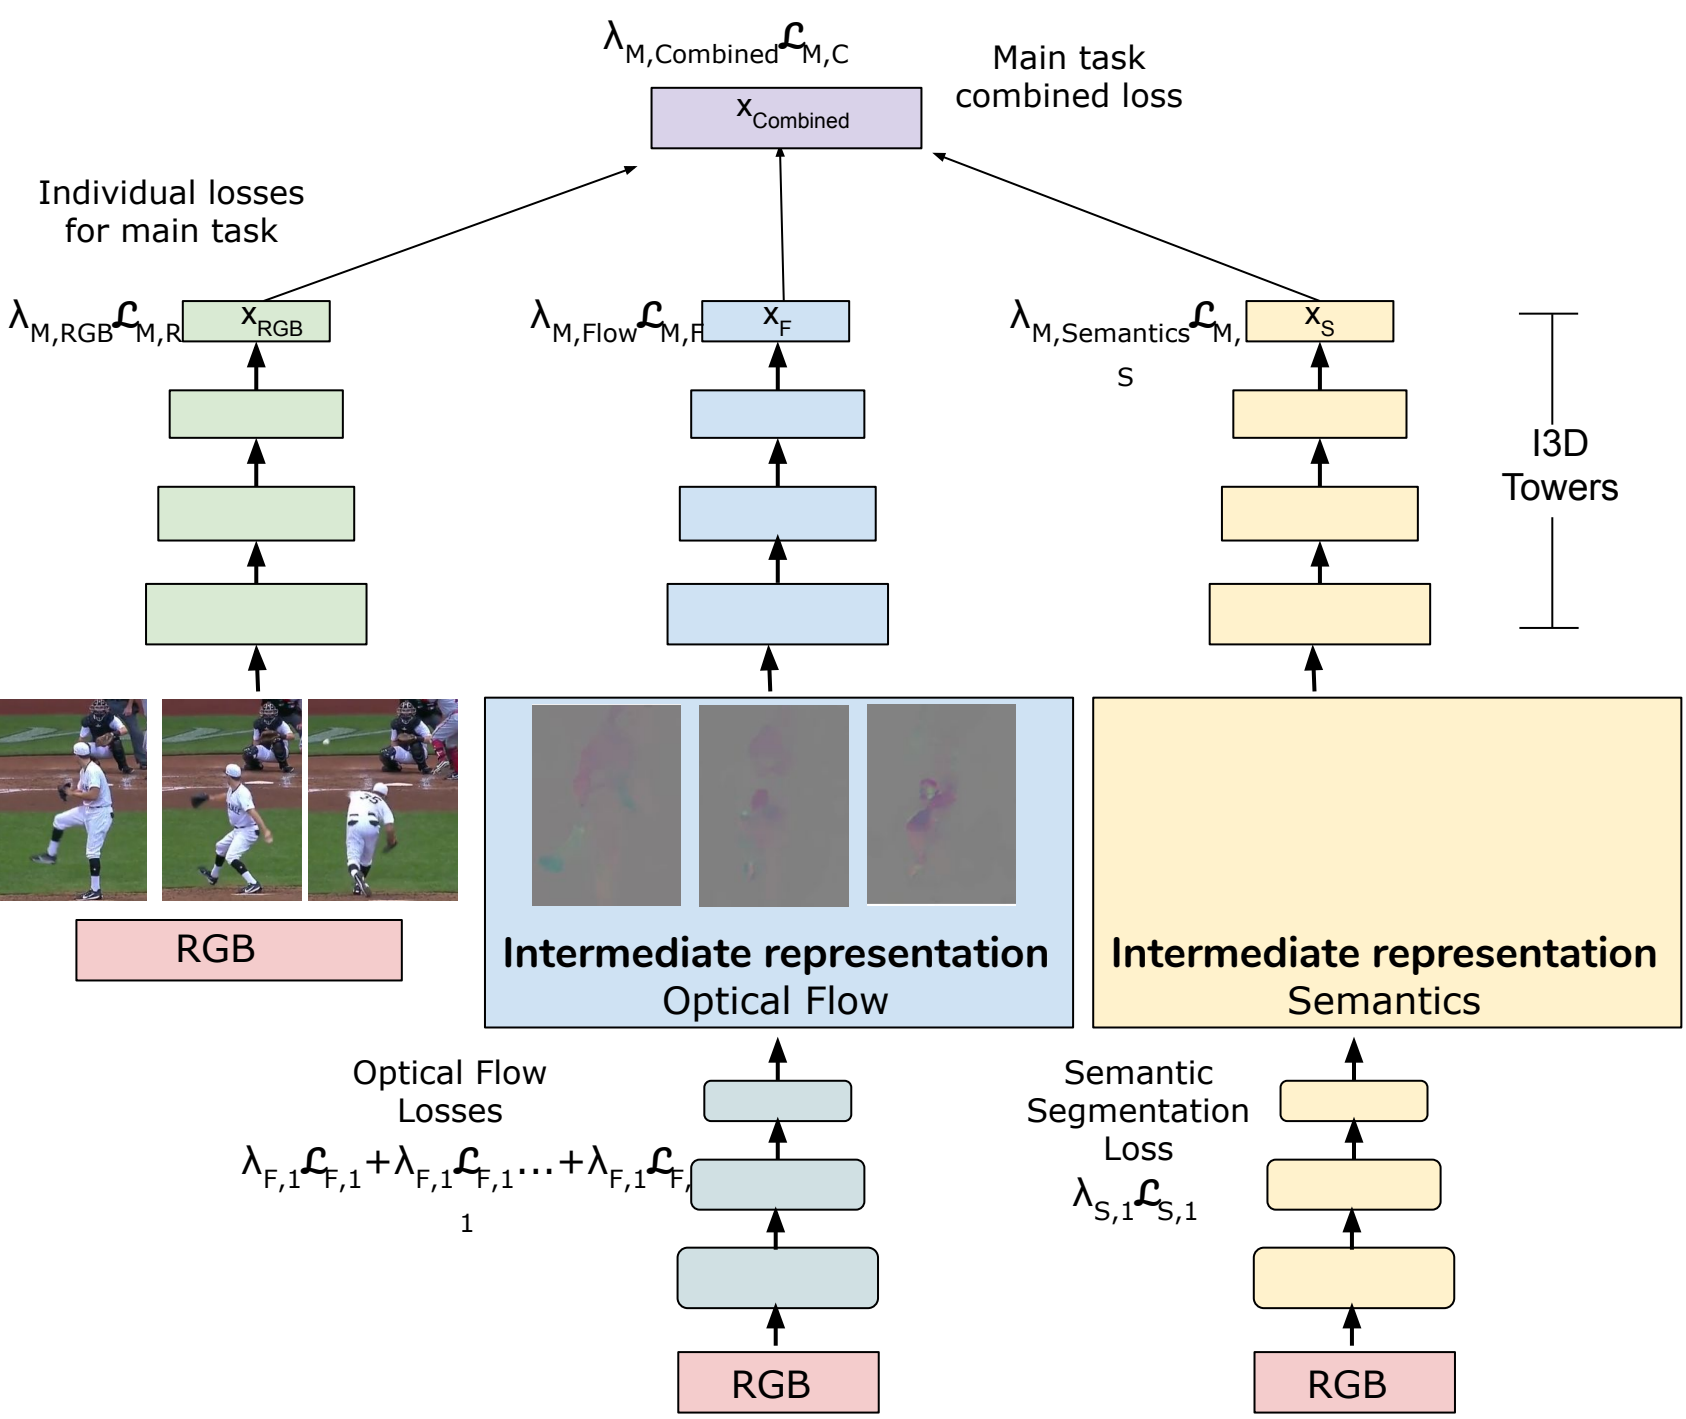 λM,Combined𝓛M,C
Main task
combined loss
xCombined
Individual losses
for main task
λM,RGB𝓛M,R
xRGB
λM,Flow𝓛M,F
xF
λM,Semantics𝓛M,
S
xS
I3D
Towers
35
RGB
Intermediate representation
Optical Flow
Intermediate representation
Semantics
Optical Flow
Losses
λF,1𝓛F,1+λF,1𝓛F,1...+λF,1𝓛F,
1
Semantic
Segmentation
Loss
λS,1𝓛S,1
RGB
RGB